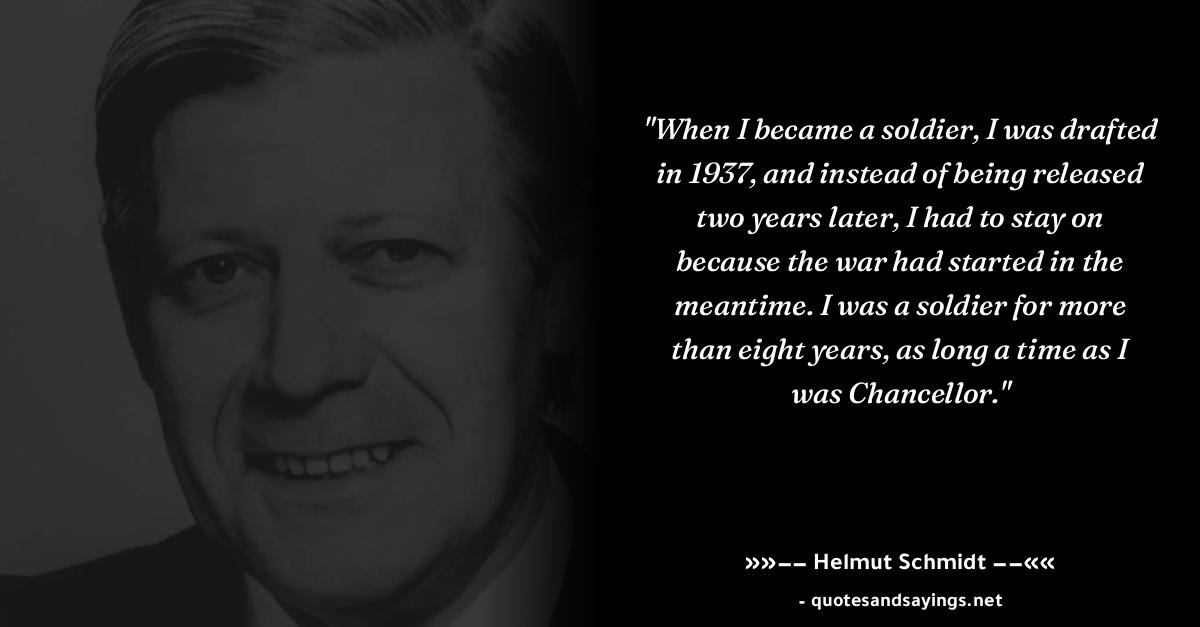 "When I became a soldier, I was drafted
in 1937, and instead of being released
two years later, I had to stay on
because the war had started in the
meantime. I was a soldier for more
than eight years, as long a time as I
was Chancellor."
»»–– Helmut Schmidt ––««
- quotesandsayings.net